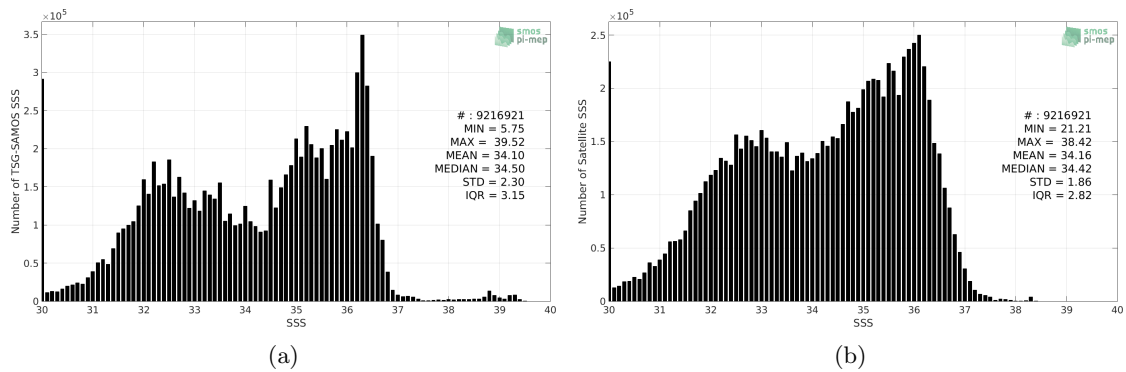 ×10⁵
3.5
3
2.5
2
1.5
1
0.5
0
30 31 32 33 34 35 36 37 38 39 40
SSS
Number of TSG-SAMOS SSS
smos
pi-mep
# : 9216921
MIN = 5.75
MAX = 39.52
MEAN = 34.10
MEDIAN = 34.50
STD = 2.30
IQR = 3.15
(a)
×10⁵
2.5
2
1.5
1
0.5
0
30 31 32 33 34 35 36 37 38 39 40
SSS
Number of Satellite SSS
smos
pi-mep
# : 9216921
MIN = 21.21
MAX = 38.42
MEAN = 34.16
MEDIAN = 34.42
STD = 1.86
IQR = 2.82
(b)